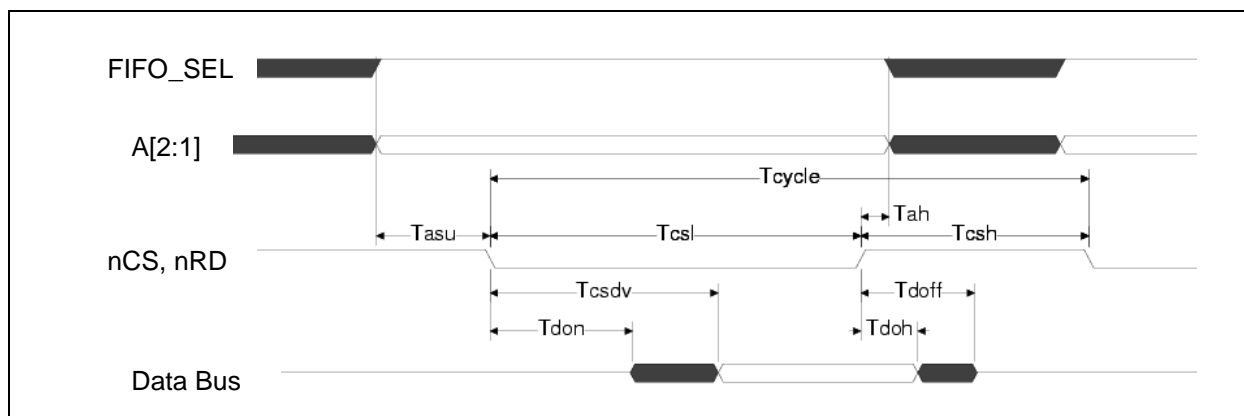 FIFO_SEL
A[2:1]
Tcycle
Tah
Tasu
Tcsl
Tcsh
nCS, nRD
Tcsdv
Tdoff
Tdon
Tdoh
Data Bus